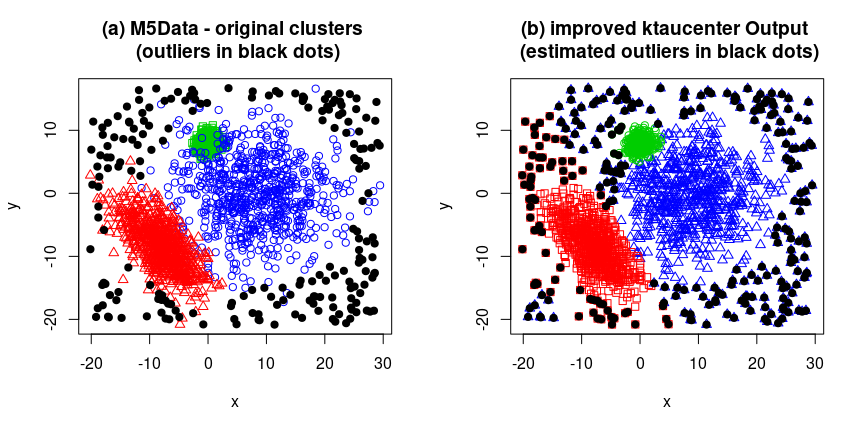 (a) M5Data - original clusters
(outliers in black dots)
y
10
0
-10
-20
-20 -10 0 10 20 30
x
(b) improved ktaucenter Output
(estimated outliers in black dots)
y
10
0
-10
-20
-20 -10 0 10 20 30
x